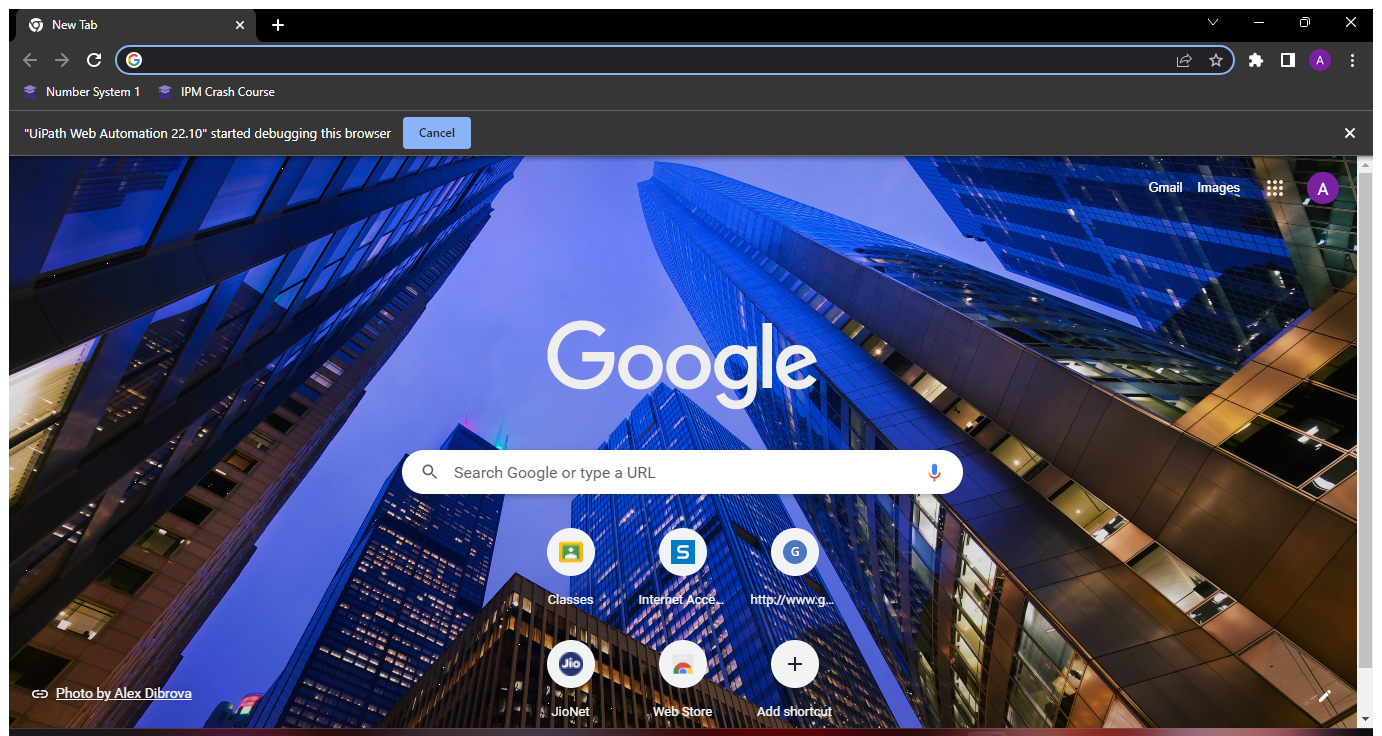 New Tab
Number System 1
IPM Crash Course
"UiPath Web Automation 22.10" started debugging this browser
Cancel
Gmail
Images
A
A
Google
Search Google or type a URL
Classes
S
Internet Acce...
G
http://www.g...
Jio
JioNet
Web Store
Add shortcut
Photo by Alex Dibrova